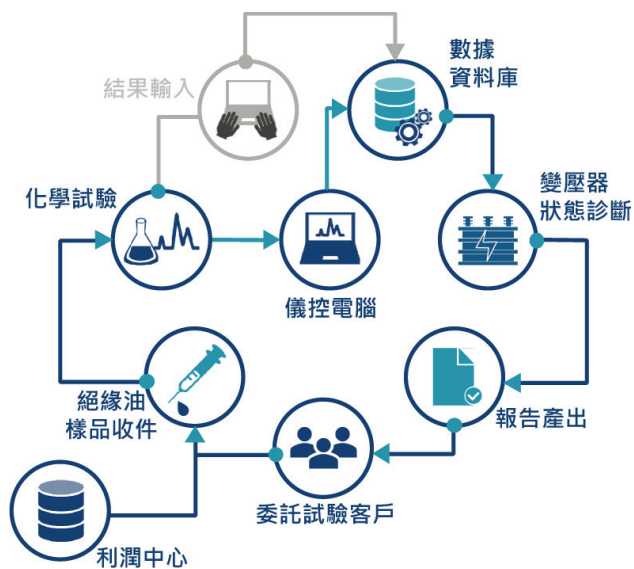 數據
資料庫
結果輸入
化學試驗
變壓器
狀態診斷
儀控電腦
絕緣油
樣品收件
報告產出
委託試驗客戶
利潤中心